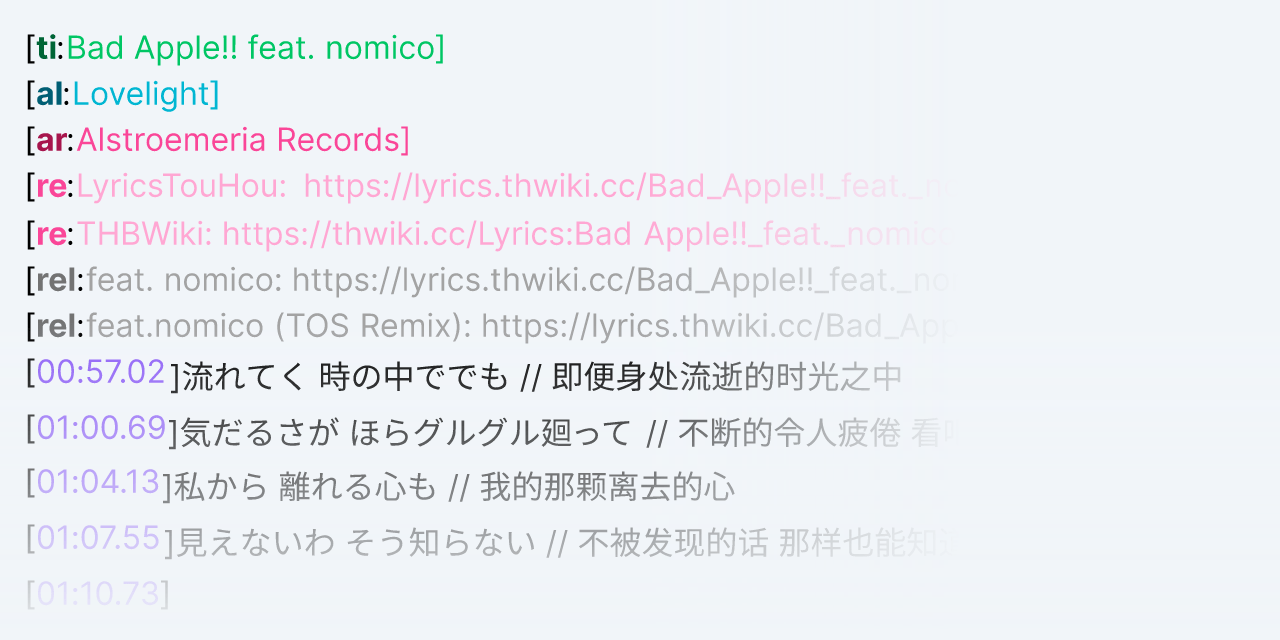 [ti:Bad Apple!! feat. nomico]
[al:Lovelight]
[ar:Alstroemeria Records]
[re:LyricsTouHou: https://lyrics.thwiki.cc/Bad_Apple!!_feat._n
[re:THBWiki: https://thwiki.cc/Lyrics:Bad Apple!!_feat._nomic
[rel:feat. nomico: https://lyrics.thwiki.cc/Bad_Apple!!_feat._no
[rel:feat.nomico (TOS Remix): https://lyrics.thwiki.cc/Bad_App
[00:57.02]流れてく 時の中ででも // 即便身处流逝的时光之中
[01:00.69]気だるさが ほらグルグル廻って // 不断的令人疲倦 看
[01:04.13]私から 離れる心も // 我的那颗离去的心
[01:07.55]見えないわ そう知らない // 不被发现的话 那样也能知
[01:10.73]